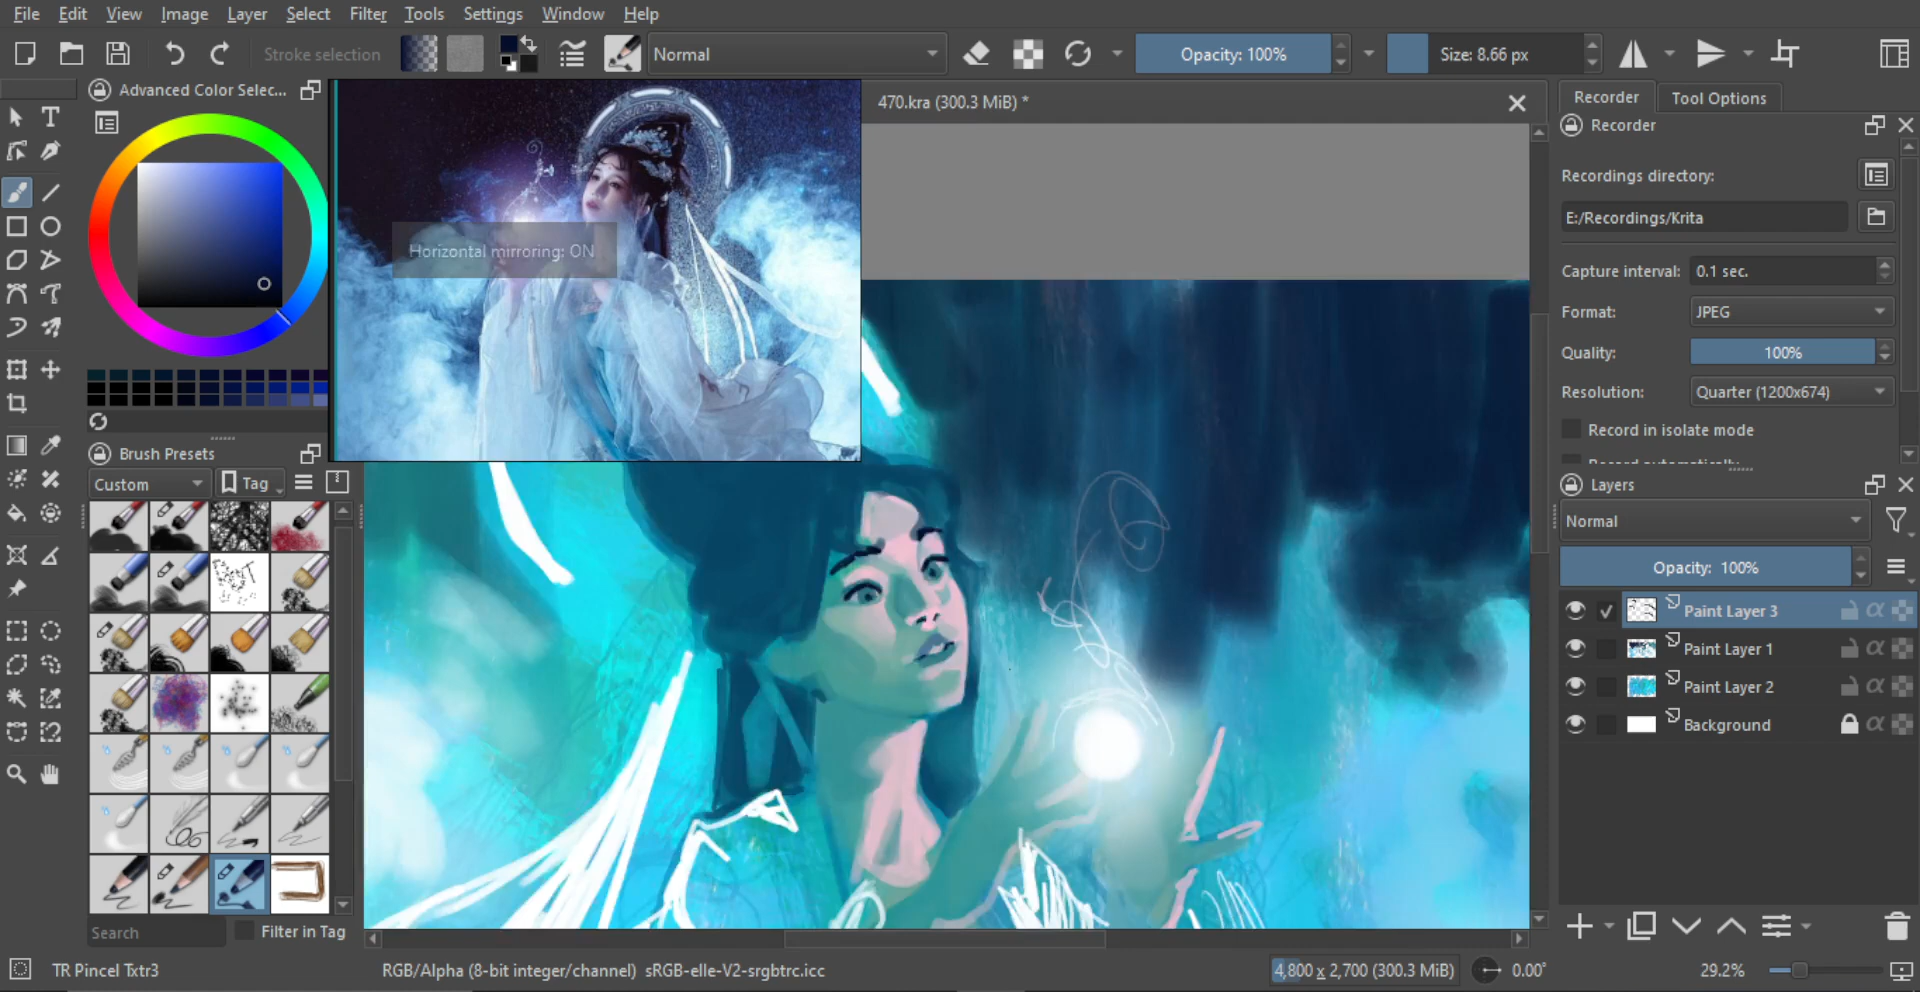 File Edit View Image Layer Select Filter Tools Settings Window Help
Stroke selection
Normal
Opacity: 100%
Size: 8.66 px
Advanced Color Selec...
470.kra (300.3 MiB) *
Recorder
Tool Options
Recorder
Recordings directory:
E:/Recordings/Krita
Horizontal mirroring: ON
Capture interval: 0.1 sec.
Format: JPEG
Quality: 100%
Resolution: Quarter (1200x674)
Record in isolate mode
Record automatically
Brush Presets
Custom
Tag
Layers
Normal
Opacity: 100%
Paint Layer 3
Paint Layer 1
Paint Layer 2
Background
Search
Filter in Tag
TR Pincel Txtr3
RGB/Alpha (8-bit integer/channel) sRGB-elle-V2-srgbtrc.icc
4,800 x 2,700 (300.3 MiB)
0.00°
29.2%